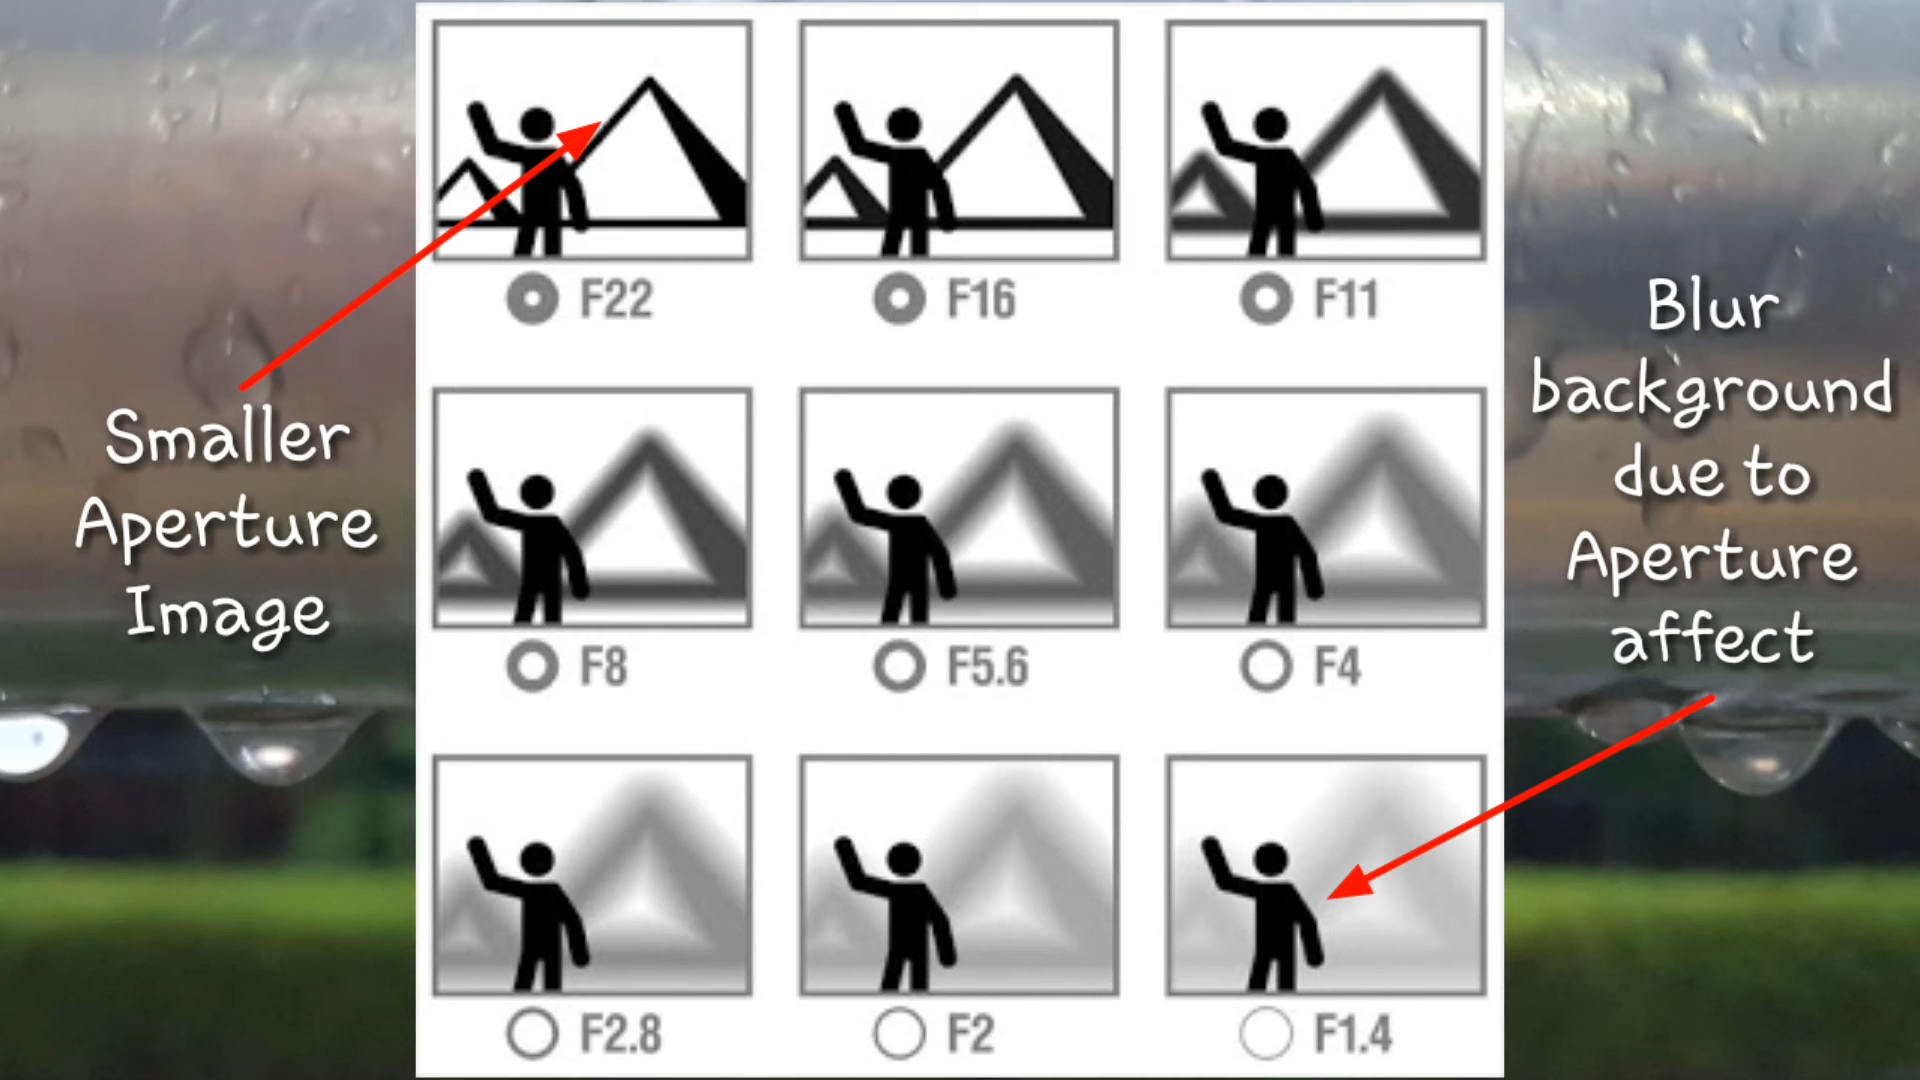 F22
F16
F11
Smaller
Aperture
Image
Blur
background
due to
Aperture
affect
F8
F5.6
F4
F2.8
F2
F1.4